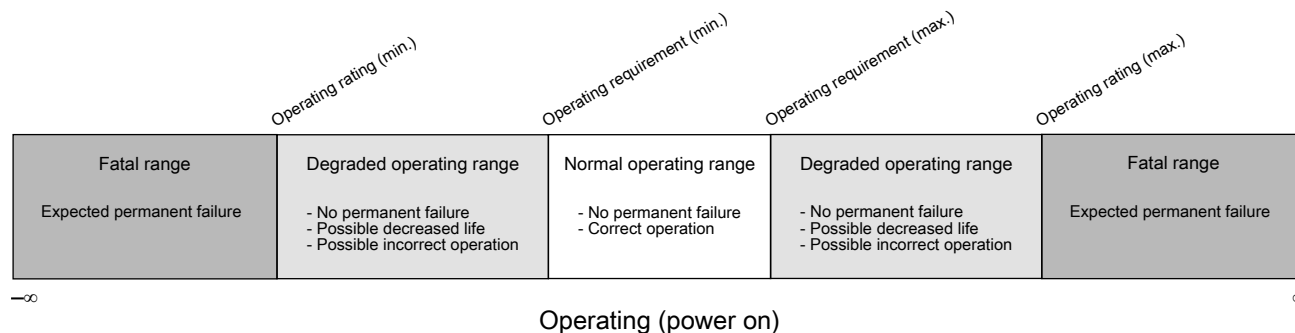 Operating rating (min.)
Operating requirement (min.)
Operating requirement (max.)
Operating rating (max.)
Fatal range
Expected permanent failure
Degraded operating range
- No permanent failure
- Possible decreased life
- Possible incorrect operation
Normal operating range
- No permanent failure
- Correct operation
Degraded operating range
- No permanent failure
- Possible decreased life
- Possible incorrect operation
Fatal range
Expected permanent failure
–∞
Operating (power on)